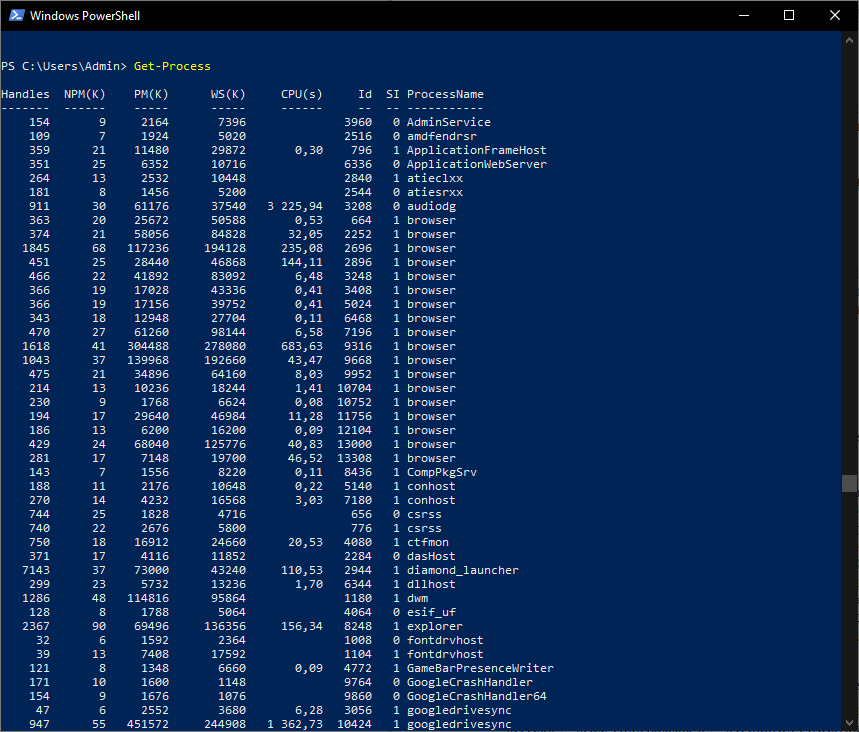 Windows PowerShell
PS C:\Users\Admin> Get-Process
Handles NPM(K) PM(K) WS(K) CPU(s) Id SI ProcessName
------- ------ ----- ----- ------ -- -- -----------
154 9 2164 7396 3960 0 AdminService
109 7 1924 5020 2516 0 amdfendrsr
359 21 11480 29872 0,30 796 1 ApplicationFrameHost
351 25 6352 10716 6336 0 ApplicationWebServer
264 13 2532 10448 2840 1 atieclxx
181 8 1456 5200 2544 0 atiesrxx
911 30 61176 37540 3 225,94 3208 0 audiodg
363 20 25672 50588 0,53 664 1 browser
374 21 58056 84828 32,05 2252 1 browser
1845 68 117236 194128 235,08 2696 1 browser
451 25 28440 46868 144,11 2896 1 browser
466 22 41892 83092 6,48 3248 1 browser
366 19 17028 43336 0,41 3408 1 browser
366 19 17156 39752 0,41 5024 1 browser
343 18 12948 27704 0,11 6468 1 browser
470 27 61260 98144 6,58 7196 1 browser
1618 41 304488 278080 683,63 9316 1 browser
1043 37 139968 192660 43,47 9668 1 browser
475 21 34896 64160 8,03 9952 1 browser
214 13 10236 18244 1,41 10704 1 browser
230 9 1768 6624 0,08 10752 1 browser
194 17 29640 46984 11,28 11756 1 browser
186 13 6200 16200 0,09 12104 1 browser
429 24 68040 125776 40,83 13000 1 browser
281 17 7148 19700 46,52 13308 1 browser
143 7 1556 8220 0,11 8436 1 CompPkgSrv
188 11 2176 10648 0,22 5140 1 conhost
270 14 4232 16568 3,03 7180 1 conhost
744 25 1828 4716 656 0 csrss
740 22 2676 5800 776 1 csrss
750 18 16912 24660 20,53 4080 1 ctfmon
371 17 4116 11852 2284 0 dasHost
7143 37 73000 43240 110,53 2944 1 diamond_launcher
299 23 5732 13236 1,70 6344 1 dllhost
1286 48 114816 95864 1180 1 dwm
128 8 1788 5064 4064 0 esif_uf
2367 90 69496 136356 156,34 8248 1 explorer
32 6 1592 2364 1008 0 fontdrvhost
39 13 7408 17592 1104 1 fontdrvhost
121 8 1348 6660 0,09 4772 1 GameBarPresenceWriter
171 10 1600 1148 9764 0 GoogleCrashHandler
154 9 1676 1076 9860 0 GoogleCrashHandler64
47 6 2552 3680 6,28 3056 1 googledrivesync
947 55 451572 244908 1 362,73 10424 1 googledrivesync